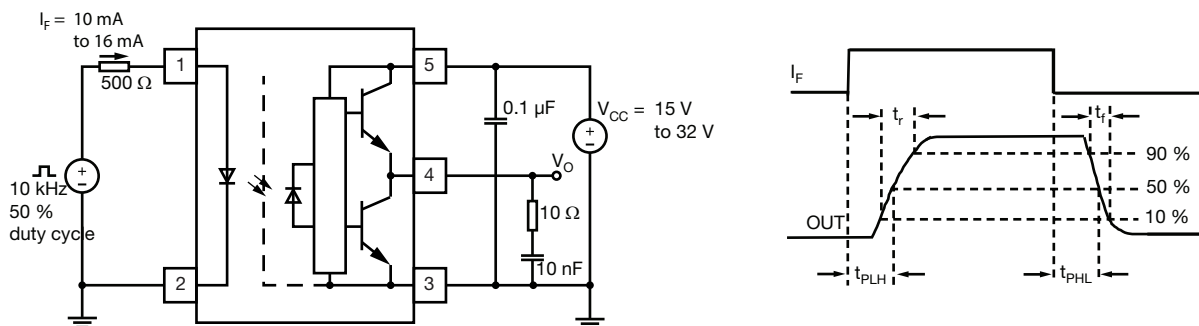 I_F = 10 mA
to 16 mA
500 Ω
1
2
10 kHz
50 %
duty cycle
+
−
5
4
3
0.1 µF
V_CC = 15 V
to 32 V
+
−
V_O
10 Ω
10 nF
I_F
t_r
t_f
90 %
50 %
10 %
OUT
t_PLH
t_PHL